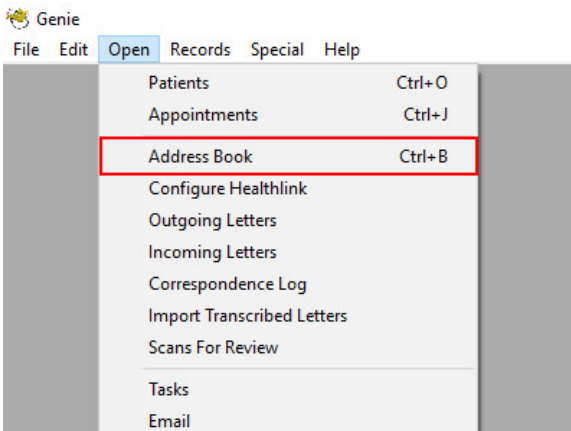 Genie
File Edit Open Records Special Help
Patients Ctrl+O
Appointments Ctrl+J
Address Book Ctrl+B
Configure Healthlink
Outgoing Letters
Incoming Letters
Correspondence Log
Import Transcribed Letters
Scans For Review
Tasks
Email